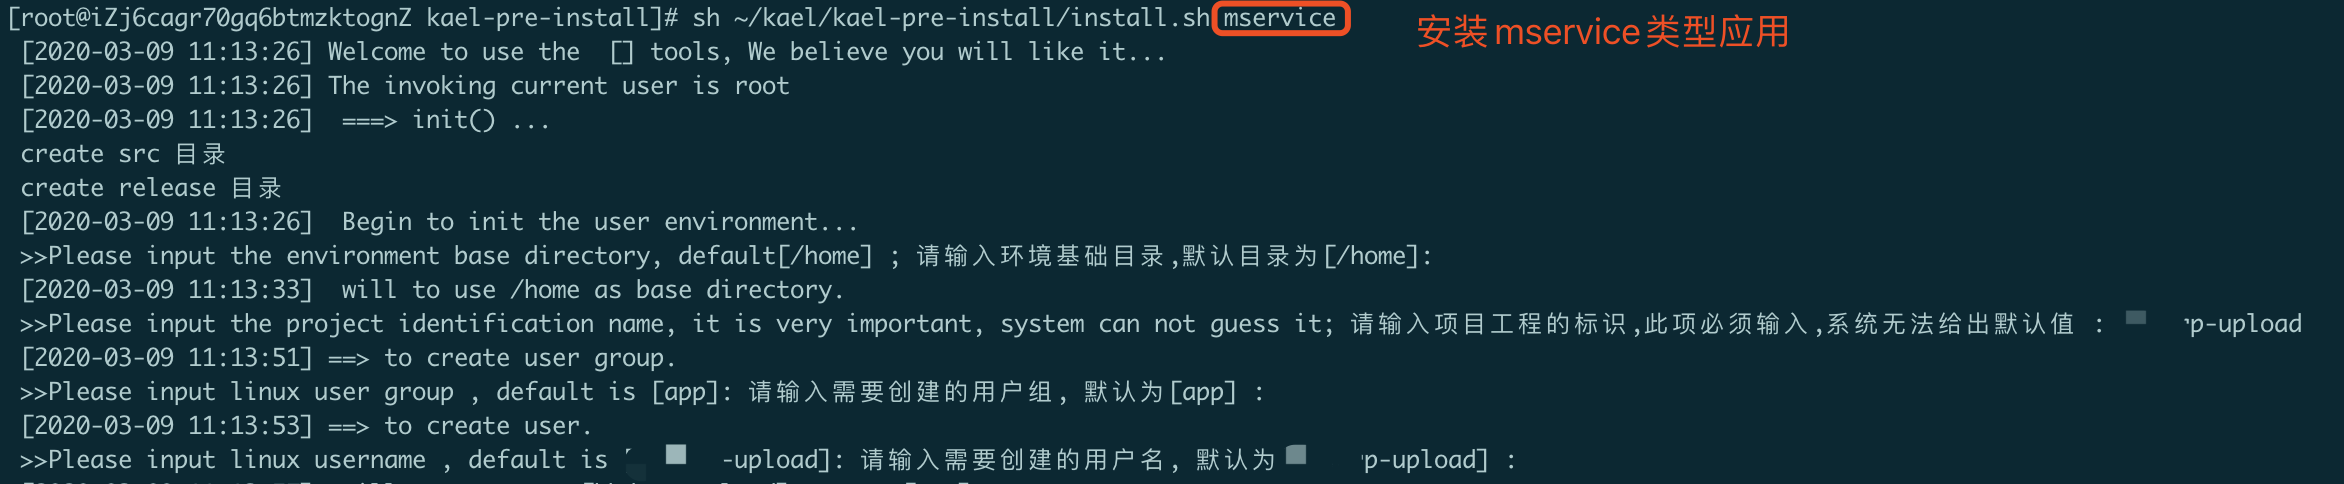 [root@iZj6cagr70gq6btmzktognZ kael-pre-install]# sh ~/kael/kael-pre-install/install.sh mservice 安装mservice类型应用
[2020-03-09 11:13:26] Welcome to use the  [] tools, We believe you will like it...
[2020-03-09 11:13:26] The invoking current user is root
[2020-03-09 11:13:26]  ===> init() ...
create src 目录
create release 目录
[2020-03-09 11:13:26]  Begin to init the user environment...
>>Please input the environment base directory, default[/home] ; 请输入环境基础目录,默认目录为[/home]:
[2020-03-09 11:13:33]  will to use /home as base directory.
>>Please input the project identification name, it is very important, system can not guess it; 请输入项目工程的标识,此项必须输入,系统无法给出默认值 : p-upload
[2020-03-09 11:13:51] ==> to create user group.
>>Please input linux user group , default is [app]: 请输入需要创建的用户组, 默认为[app] :
[2020-03-09 11:13:53] ==> to create user.
>>Please input linux username , default is [ -upload]: 请输入需要创建的用户名, 默认为 p-upload] :